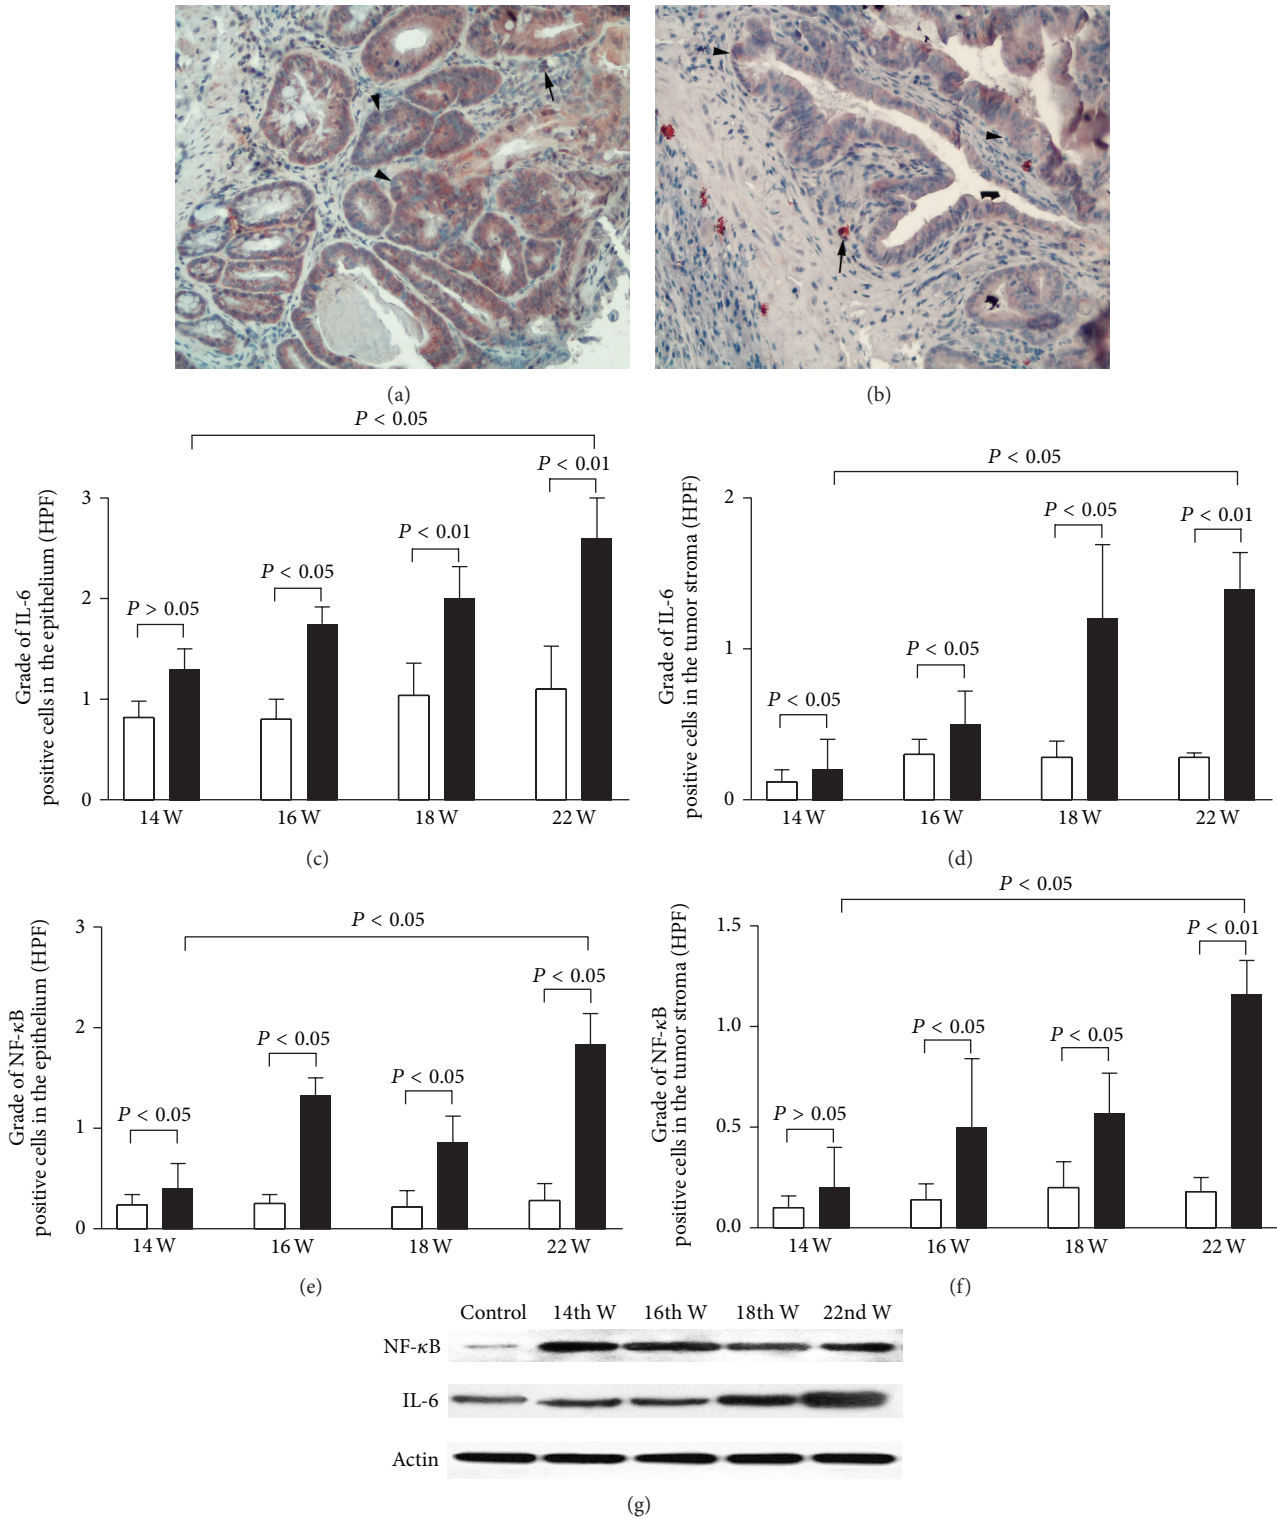 (a)
(b)
P < 0.05
P < 0.01
P < 0.01
P < 0.05
P > 0.05
Grade of IL-6
positive cells in the epithelium (HPF)
3
2
1
0
14 W
16 W
18 W
22 W
(c)
P < 0.05
P < 0.05
P < 0.01
P < 0.05
P < 0.05
Grade of IL-6
positive cells in the tumor stroma (HPF)
2
1
0
14 W
16 W
18 W
22 W
(d)
P < 0.05
P < 0.05
P < 0.05
P < 0.05
P < 0.05
Grade of NF-κB
positive cells in the epithelium (HPF)
3
2
1
0
14 W
16 W
18 W
22 W
(e)
P < 0.05
P < 0.01
P < 0.05
P < 0.05
P > 0.05
Grade of NF-κB
positive cells in the tumor stroma (HPF)
1.5
1.0
0.5
0.0
14 W
16 W
18 W
22 W
(f)
Control 14th W 16th W 18th W 22nd W
NF-κB
IL-6
Actin
(g)